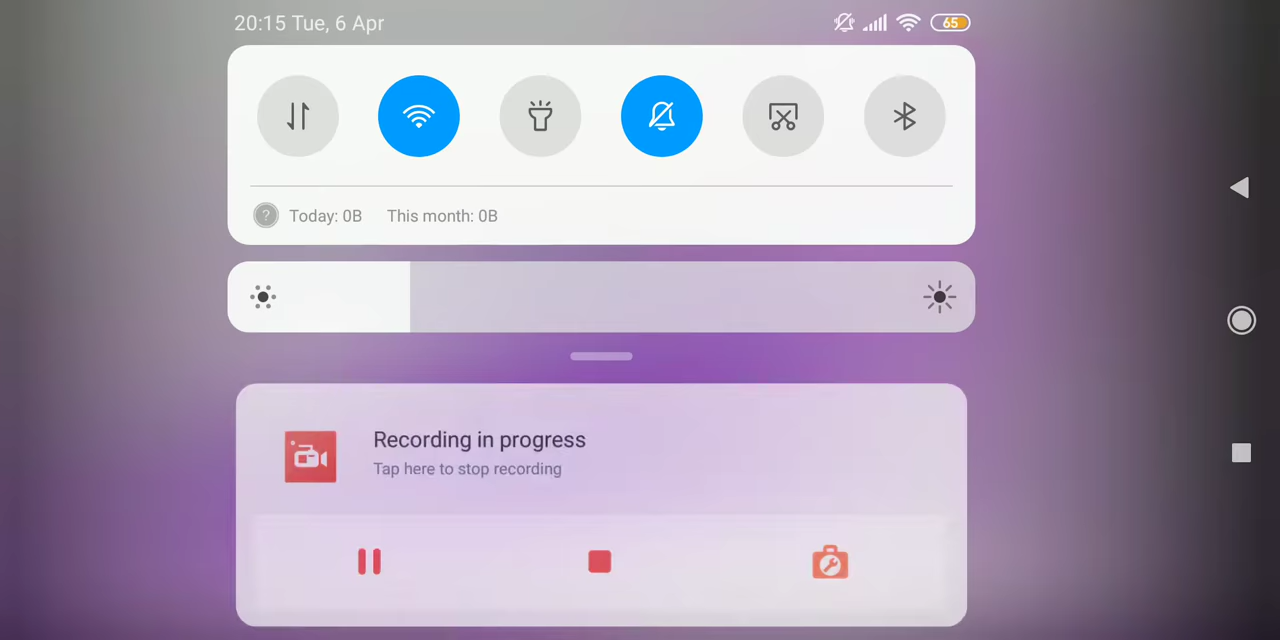 20:15 Tue, 6 Apr
65
? Today: 0B This month: 0B
Recording in progress
Tap here to stop recording